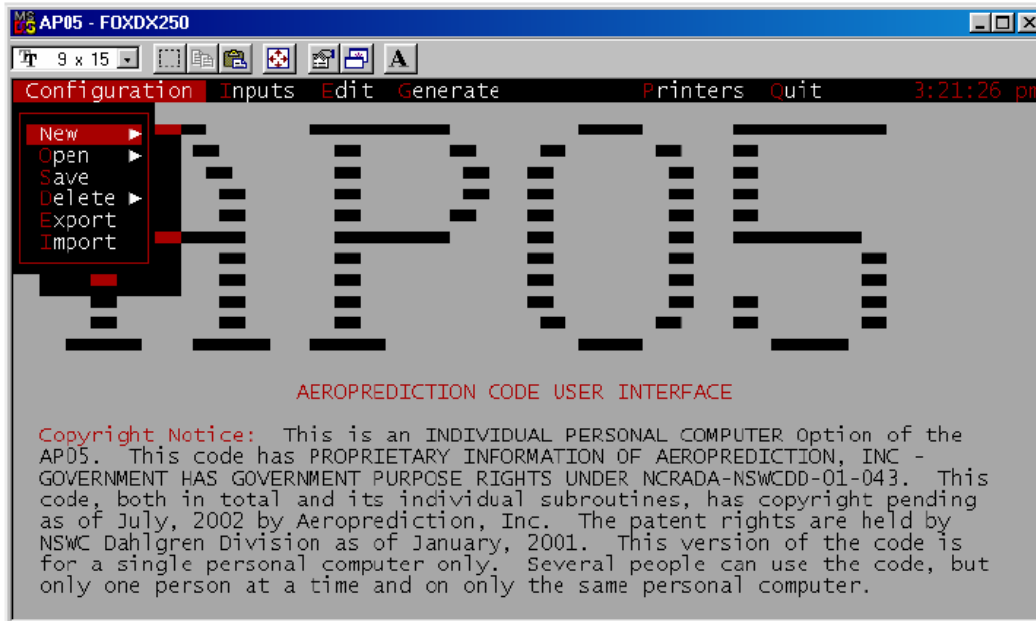 AP05 - FOXDX250
9 x 15
A
Configuration Inputs Edit Generate Printers Quit 3:21:26 pm
New
Open
Save
Delete
Export
Import
AP05
AEROPREDICTION CODE USER INTERFACE
Copyright Notice: This is an INDIVIDUAL PERSONAL COMPUTER Option of the
AP05. This code has PROPRIETARY INFORMATION OF AEROPREDICTION, INC -
GOVERNMENT HAS GOVERNMENT PURPOSE RIGHTS UNDER NCRADA-NSWCDD-01-043. This
code, both in total and its individual subroutines, has copyright pending
as of July, 2002 by Aeroprediction, Inc. The patent rights are held by
NSWC Dahlgren Division as of January, 2001. This version of the code is
for a single personal computer only. Several people can use the code, but
only one person at a time and on only the same personal computer.